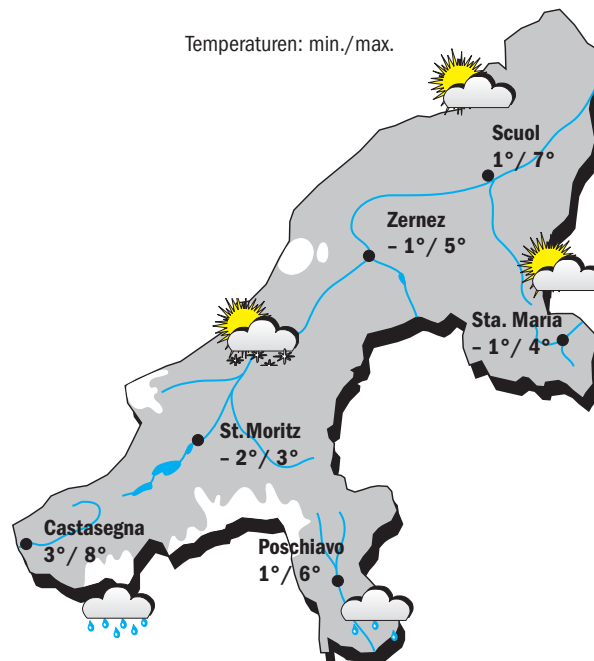 Temperaturen: min./max.
Scuol
1°/ 7°
Zernez
– 1°/ 5°
Sta. Maria
– 1°/ 4°
St. Moritz
– 2°/ 3°
Castasegna
3°/ 8°
Poschiavo
1°/ 6°